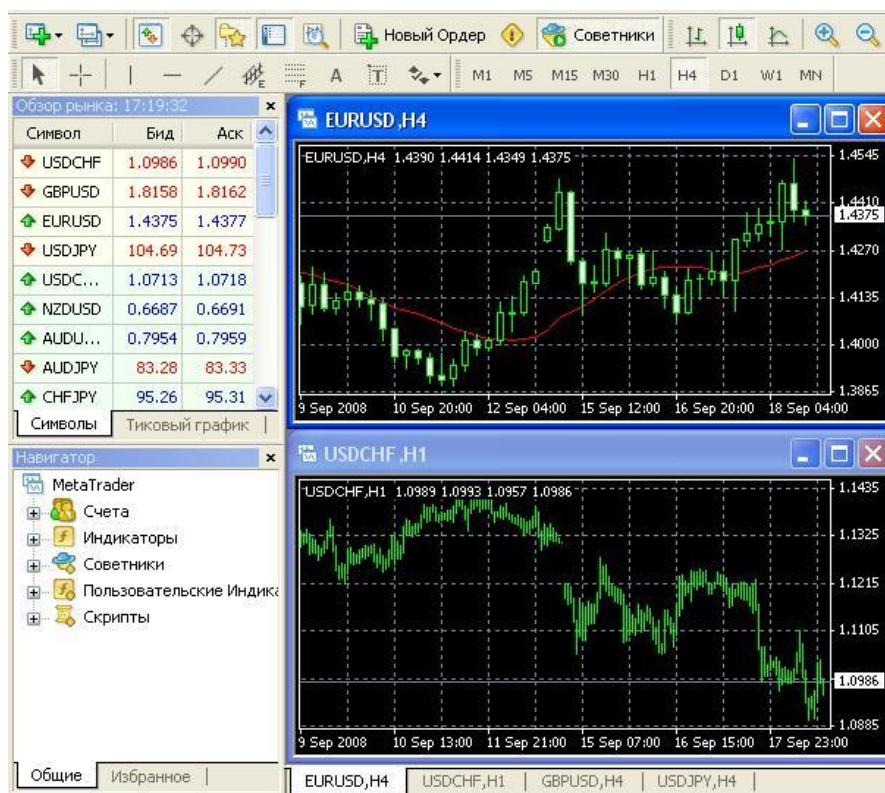 Новый Ордер Советники
E F A T M1 M5 M15 M30 H1 H4 D1 W1 MN
Обзор рынка: 17:19:32
Символ Бид Аск
USDCHF 1.0986 1.0990
GBPUSD 1.8158 1.8162
EURUSD 1.4375 1.4377
USDJPY 104.69 104.73
USDC... 1.0713 1.0718
NZDUSD 0.6687 0.6691
AUDU... 0.7954 0.7959
AUDJPY 83.28 83.33
CHFJPY 95.26 95.31
Символы Тиковый график
Навигатор
MetaTrader
Счета
Индикаторы
Советники
Пользовательские Индика
Скрипты
Общие Избранное
EURUSD,H4
EURUSD,H4 1.4390 1.4414 1.4349 1.4375
1.4545
1.4410
1.4375
1.4270
1.4135
1.4000
1.3865
9 Sep 2008 10 Sep 20:00 12 Sep 04:00 15 Sep 12:00 16 Sep 20:00 18 Sep 04:00
USDCHF,H1
USDCHF,H1 1.0989 1.0993 1.0957 1.0986
1.1435
1.1325
1.1215
1.1105
1.0986
1.0885
9 Sep 2008 10 Sep 13:00 11 Sep 21:00 15 Sep 07:00 16 Sep 15:00 17 Sep 23:00
EURUSD,H4 USDCHF,H1 GBPUSD,H4 USDJPY,H4